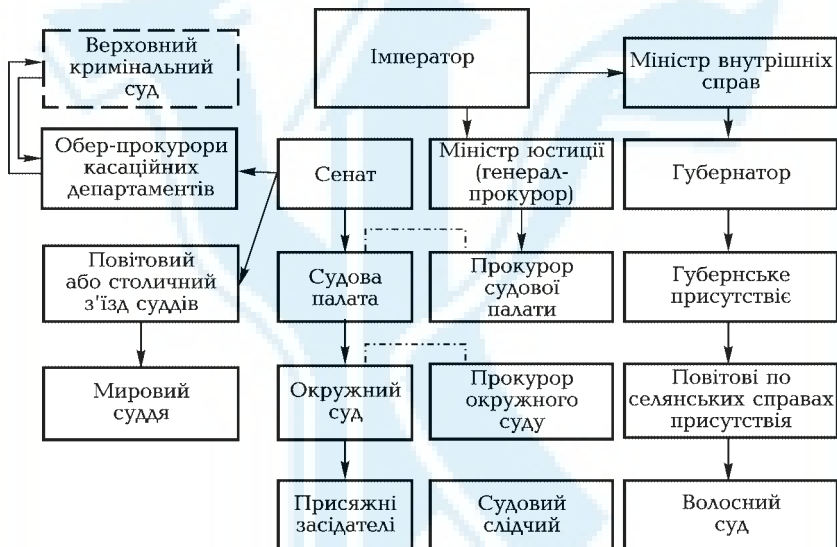 Верховний
кримінальний
суд
Імператор
Міністр внутрішніх
справ
Обер-прокурори
касаційних
департаментів
Сенат
Міністр юстиції
(генерал-
прокурор)
Губернатор
Повітовий
або столичний
з'їзд суддів
Судова
палата
Прокурор
судової
палати
Губернське
присутствіє
Мировий
суддя
Окружний
суд
Прокурор
окружного
суду
Повітові по
селянських справах
присутствія
Присяжні
засідателі
Судовий
слідчий
Волосний
суд